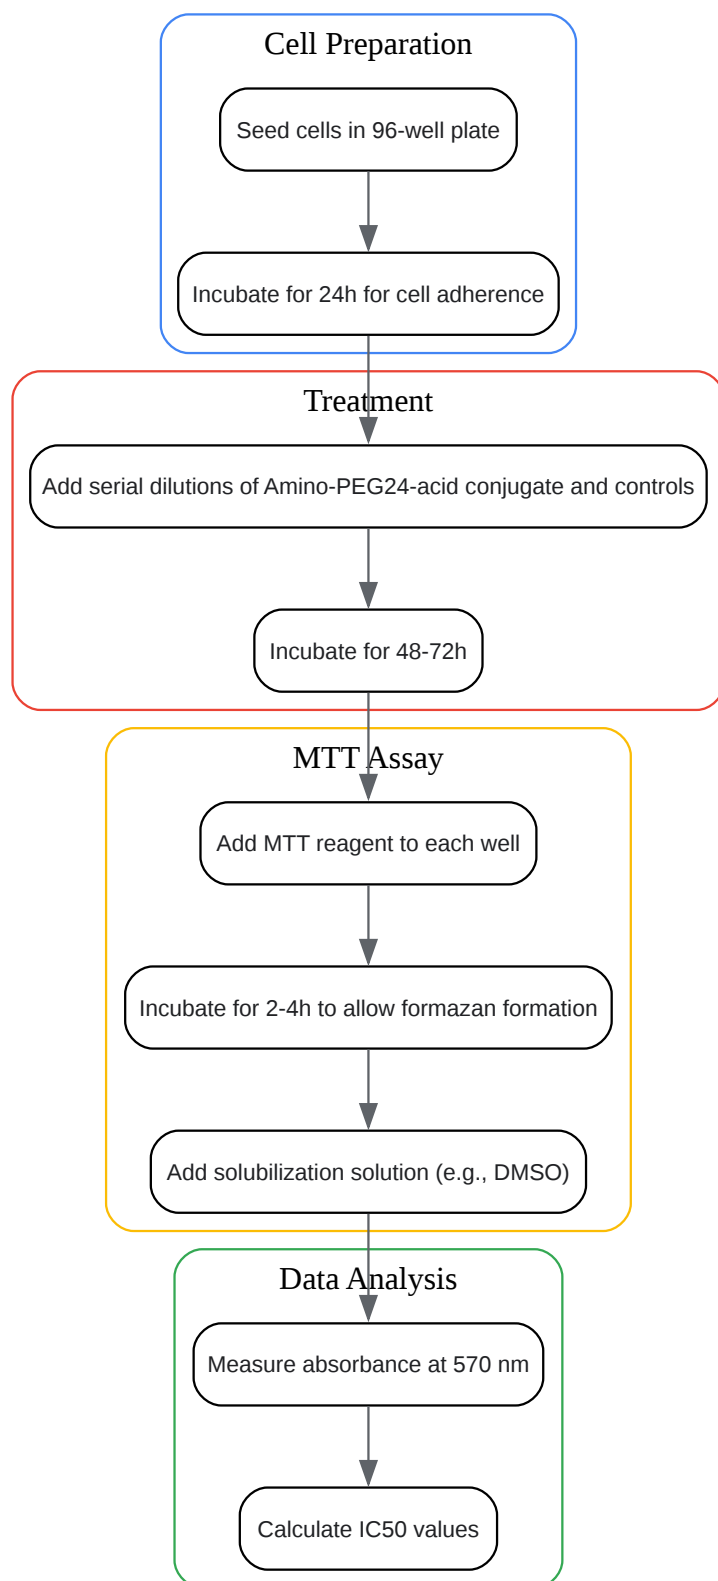 Cell Preparation
Seed cells in 96-well plate
Incubate for 24h for cell adherence
Treatment
Add serial dilutions of Amino-PEG24-acid conjugate and controls
Incubate for 48-72h
MTT Assay
Add MTT reagent to each well
Incubate for 2-4h to allow formazan formation
Add solubilization solution (e.g., DMSO)
Data Analysis
Measure absorbance at 570 nm
Calculate IC50 values